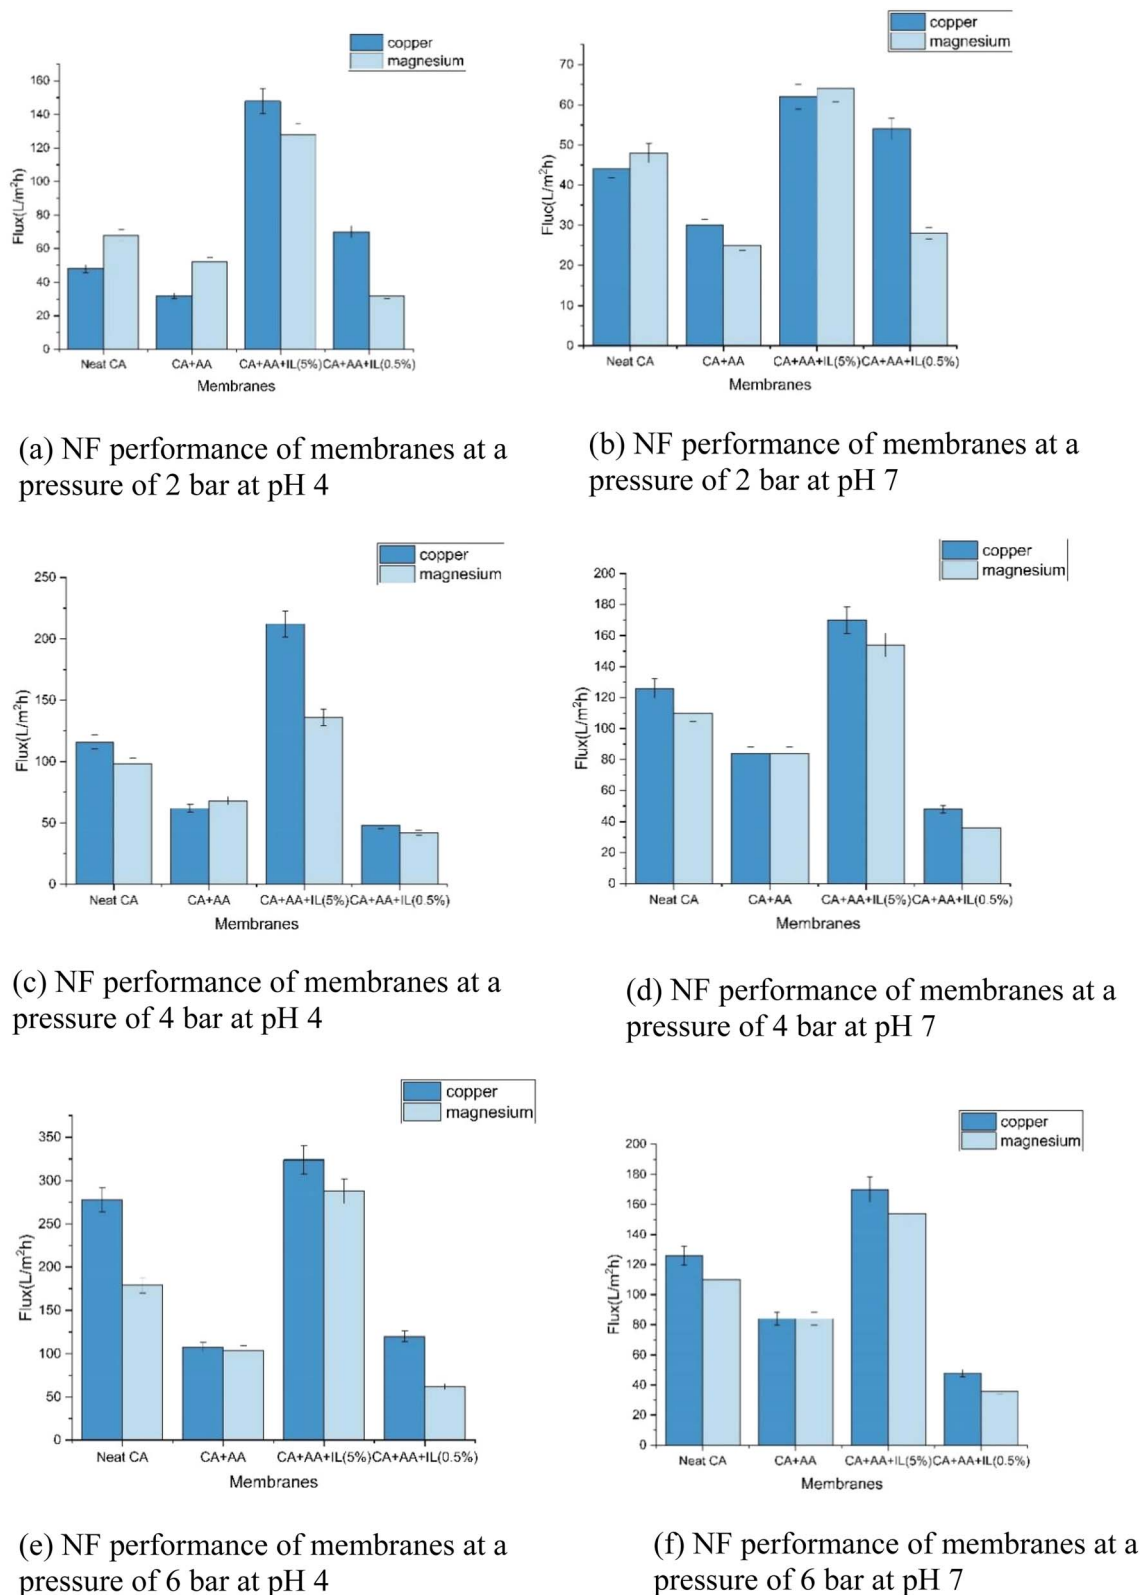 copper
magnesium
160
140
120
100
80
60
40
20
0
Flux(L/m²h)
Neat CA CA+AA CA+AA+IL(5%) CA+AA+IL(0.5%)
Membranes
copper
magnesium
70
60
50
40
30
20
10
0
Fluc(L/m²h)
Neat CA CA+AA CA+AA+IL(5%) CA+AA+IL(0.5%)
Membranes
(a) NF performance of membranes at a
pressure of 2 bar at pH 4
(b) NF performance of membranes at a
pressure of 2 bar at pH 7
copper
magnesium
250
200
150
100
50
0
Flux(L/m²h)
Neat CA CA+AA CA+AA+IL(5%) CA+AA+IL(0.5%)
Membranes
copper
magnesium
200
180
160
140
120
100
80
60
40
20
0
Flux(L/m²h)
Neat CA CA+AA CA+AA+IL(5%) CA+AA+IL(0.5%)
Membranes
(c) NF performance of membranes at a
pressure of 4 bar at pH 4
(d) NF performance of membranes at a
pressure of 4 bar at pH 7
copper
magnesium
350
300
250
200
150
100
50
0
Flux(L/m²h)
Neat CA CA+AA CA+AA+IL(5%) CA+AA+IL(0.5%)
Membranes
copper
magnesium
200
180
160
140
120
100
80
60
40
20
0
Flux(L/m²h)
Neat CA CA+AA CA+AA+IL(5%) CA+AA+IL(0.5%)
Membranes
(e) NF performance of membranes at a
pressure of 6 bar at pH 4
(f) NF performance of membranes at a
pressure of 6 bar at pH 7